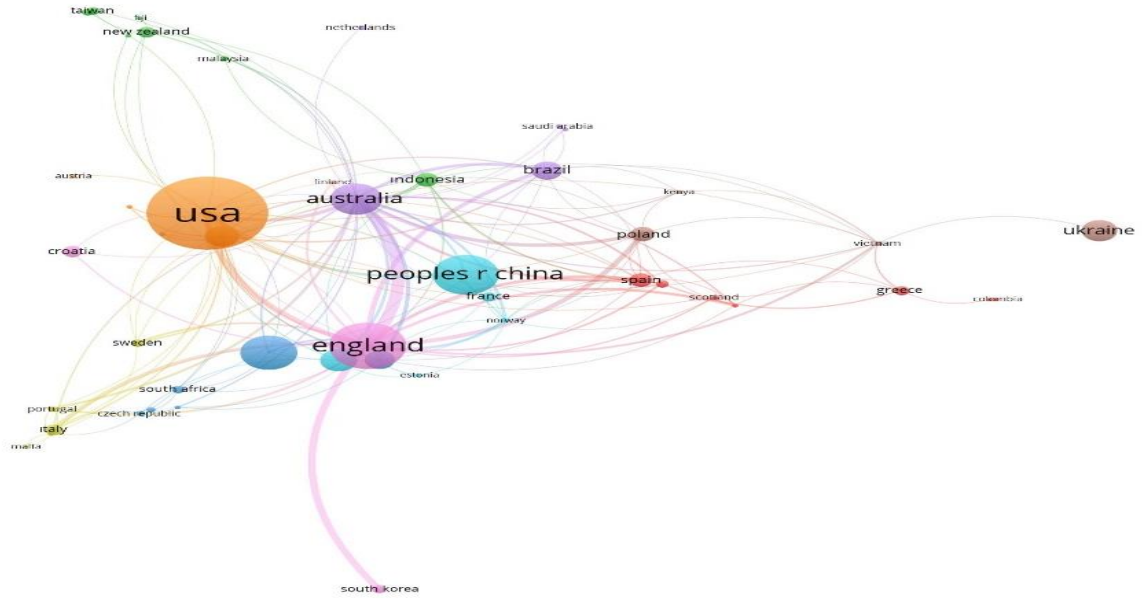 taiwan
fiji
new zealand
netherlands
malaysia
saudi arabia
brazil
austria
finland
indonesia
kenya
usa
australia
poland
ukraine
vietnam
croatia
peoples r china
spain
france
greece
scotland
colombia
norway
sweden
england
estonia
south africa
portugal
czech republic
italy
malta
south korea